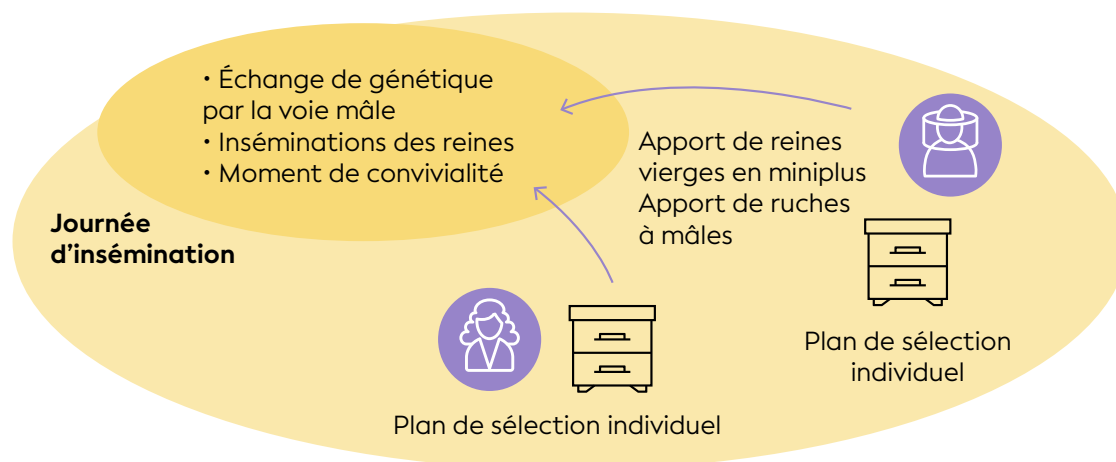 • Échange de génétique
par la voie mâle
• Inséminations des reines
• Moment de convivialité
Journée
d’insémination
Apport de reines
vierges en miniplus
Apport de ruches
à mâles
Plan de sélection
individuel
Plan de sélection individuel